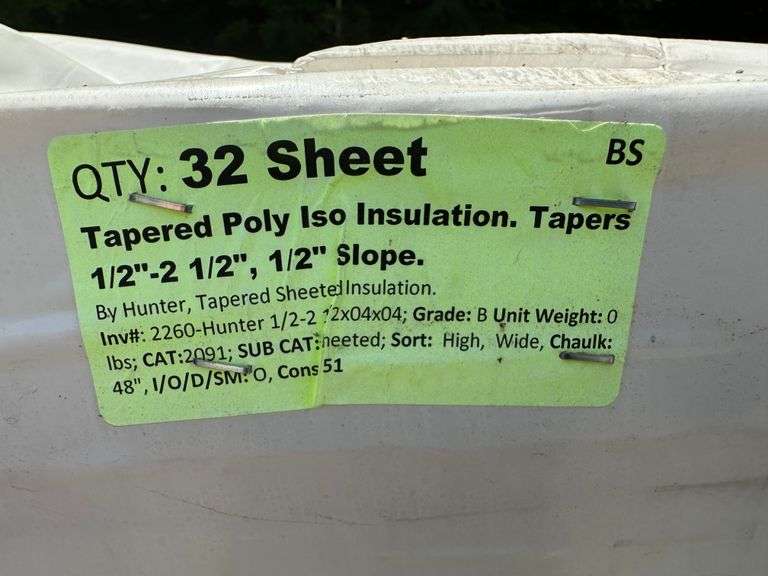 QTY: 32 Sheet BS
Tapered Poly Iso Insulation. Tapers
1/2"-2 1/2", 1/2" Slope.
By Hunter, Tapered Sheeted Insulation.
Inv#: 2260-Hunter 1/2-2 x04x04; Grade: B Unit Weight: 0
lbs; CAT:2091; SUB CAT: heeted; Sort: High, Wide, Chaulk:
48", I/O/D/SM: O, Cons 51